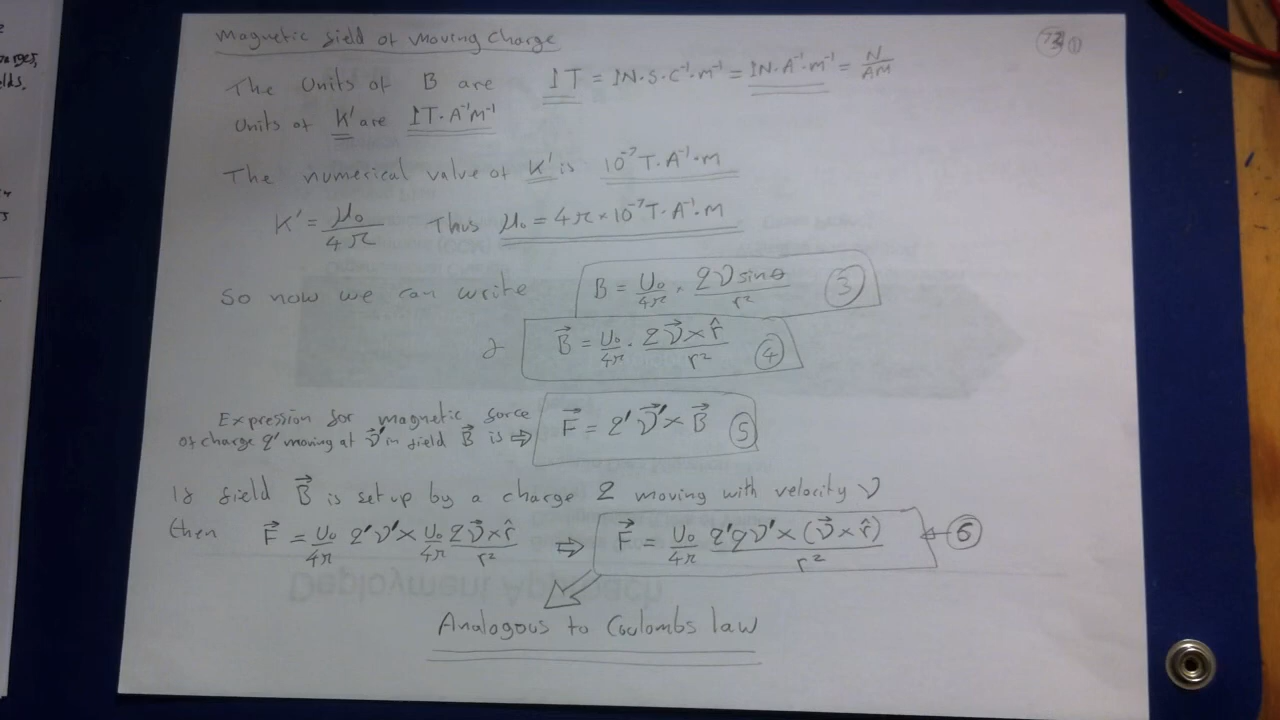 Magnetic field of Moving Charge
The Units of B are 1T = 1N·S·C⁻¹·m⁻¹ = 1N·A⁻¹·m⁻¹ = N/AM
Units of K' are 1T·A⁻¹M⁻¹
The numerical value of K' is 10⁻⁷ T·A⁻¹·m
K' = μ₀/4π Thus μ₀ = 4π×10⁻⁷ T·A⁻¹·m
So now we can write B = U₀/4π · qv sinθ/r² ③
& B⃗ = U₀/4π · qv⃗×r̂/r² ④
Expression for magnetic force
of charge q' moving at v⃗' in field B⃗ is ⇒ F⃗ = q'v⃗'×B⃗ ⑤
If field B⃗ is set up by a charge q moving with velocity v
then F⃗ = U₀/4π q'v'× U₀/4π qv⃗×r̂/r² ⇒ F⃗ = U₀/4π q'qv'×(v⃗×r̂)/r² ← ⑥
Deployment Approach
Analogous to Coulombs law